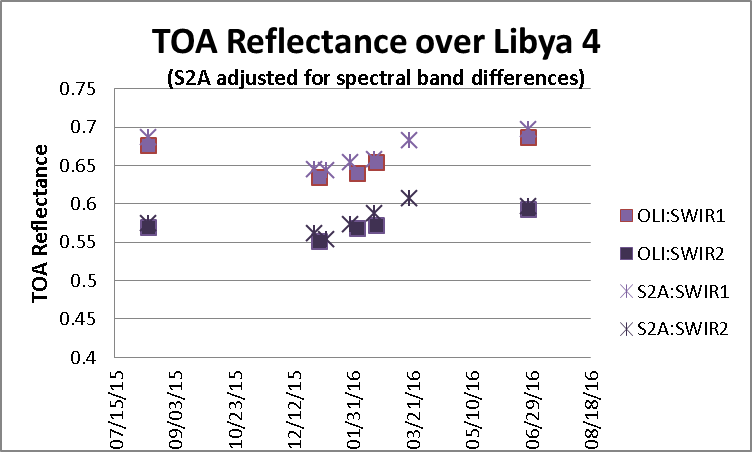 TOA Reflectance over Libya 4
(S2A adjusted for spectral band differences)
TOA Reflectance
0.75
0.7
0.65
0.6
0.55
0.5
0.45
0.4
07/15/15
09/03/15
10/23/15
12/12/15
01/31/16
03/21/16
05/10/16
06/29/16
08/18/16
OLI:SWIR1
OLI:SWIR2
S2A:SWIR1
S2A:SWIR2